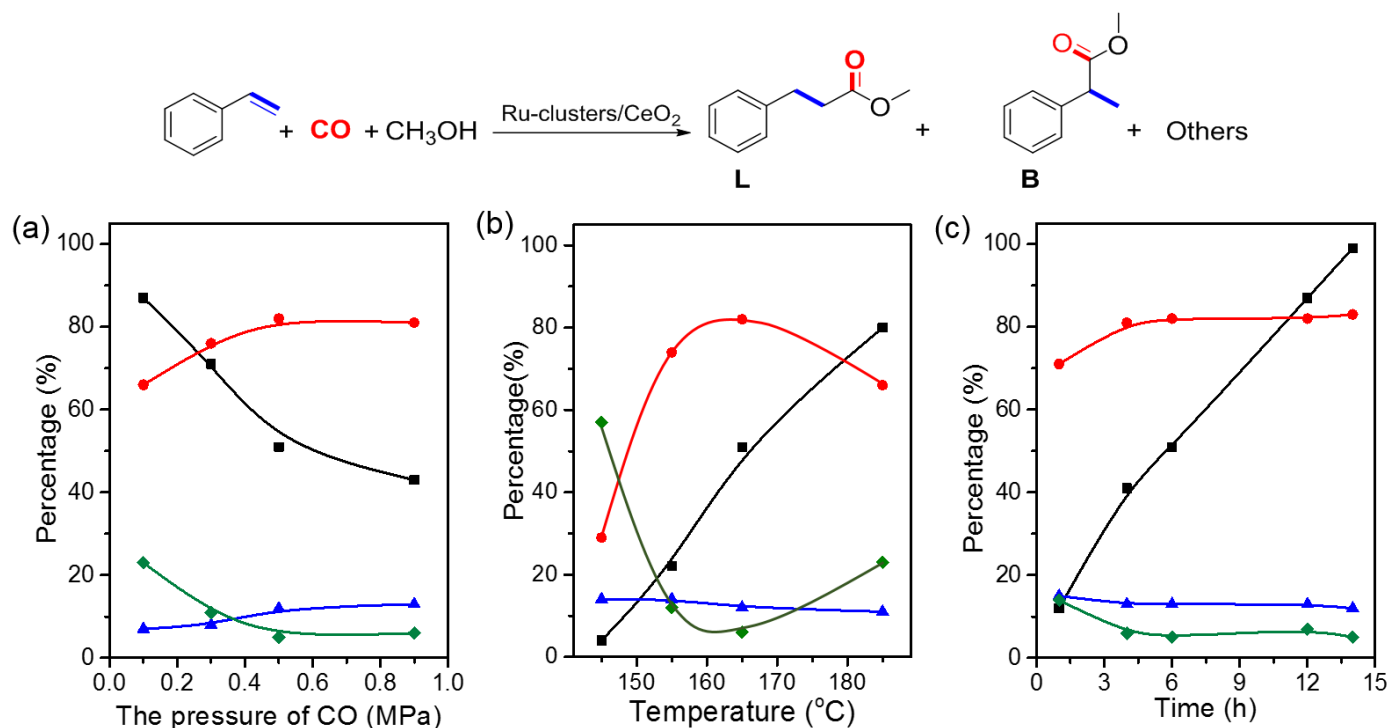 O
O
O
O
+ CO + CH₃OH
Ru-clusters/CeO₂
+
+ Others
L
B
(a)
100
80
60
40
20
0
0.0 0.2 0.4 0.6 0.8 1.0
Percentage (%)
The pressure of CO (MPa)
(b)
100
80
60
40
20
0
150 160 170 180
Percentage(%)
Temperature (°C)
(c)
100
80
60
40
20
0
0 3 6 9 12 15
Percentage (%)
Time (h)